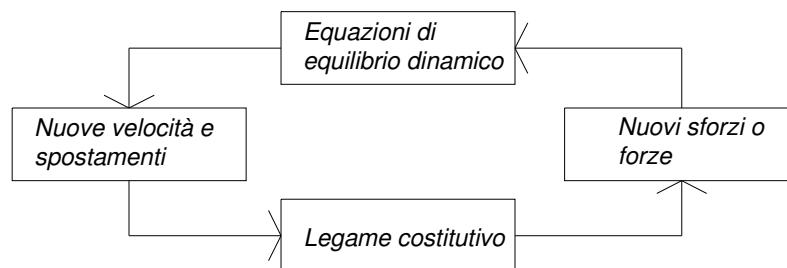 Equazioni di
equilibrio dinamico
Nuove velocità e
spostamenti
Nuovi sforzi o
forze
Legame costitutivo